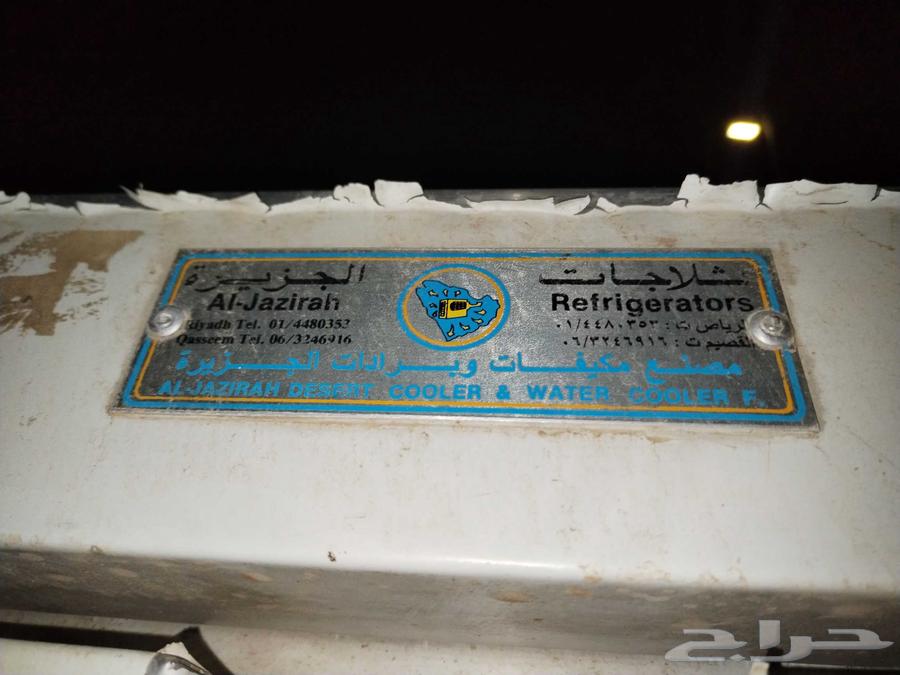 ثلاجات الجزيرة
Al-Jazirah Refrigerators
Riyadh Tel. 01/4480353
الرياض ت : ٠١/٤٤٨٠٣٥٣
Qasseem Tel. 06/3246916
القصيم ت : ٠٦/٣٢٤٦٩١٦
مصنع مكيفات وبرادات الجزيرة
AL-JAZIRAH DESERT COOLER & WATER COOLER F.
حراج